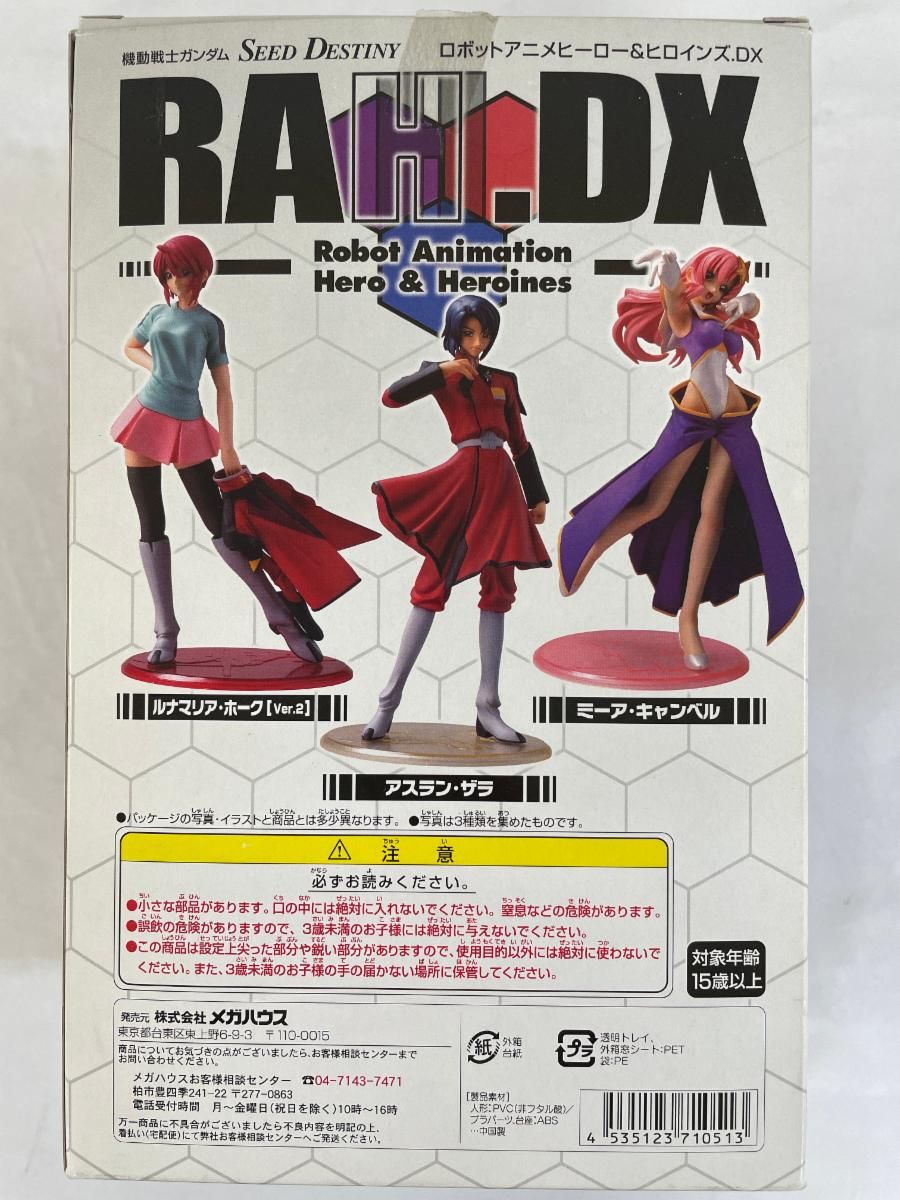 機動戦士ガンダム SEED DESTINY ロボットアニメヒーロー&ヒロインズ.DX
RAH.DX
Robot Animation
Hero & Heroines
ルナマリア・ホーク[Ver.2]
ミーア・キャンベル
アスラン・ザラ
●パッケージの写真・イラストと商品とは多少異なります。 ●写真は3種類を集めたものです。
⚠ 注意
必ずお読みください。
●小さな部品があります。口の中には絶対に入れないでください。窒息などの危険があります。
●誤飲の危険がありますので、3歳未満のお子様には絶対に与えないでください。
●この商品は設定上尖った部分や鋭い部分がありますので、使用目的以外には絶対に使わないで
ください。また、3歳未満のお子様の手の届かない場所に保管してください。
対象年齢
15歳以上
発売元 株式会社メガハウス
東京都台東区東上野6-9-3 〒110-0015
商品についてお気づきの点がございましたら、お客様相談センターまで
お問い合わせください。
メガハウスお客様相談センター ☎04-7143-7471
柏市豊四季241-22 〒277-0863
電話受付時間 月〜金曜日(祝日を除く)10時〜16時
万一商品に不具合がございましたら不良内容を明記の上、
着払い(宅配便)にて弊社お客様相談センターへご発送ください。
紙
外箱
台紙
プラ
透明トレイ、
外箱窓シート:PET
袋:PE
[製品素材]
人形:PVC(非フタル酸)/
プラパーツ、台座:ABS
…中国製
4 535123 710513